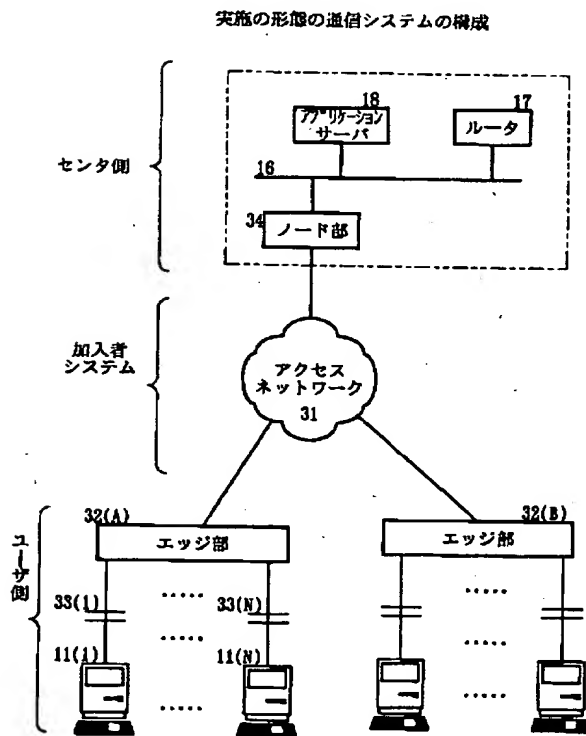 実施の形態の通信システムの構成
センタ側
18
アプリケーション
サーバ
17
ルータ
16
34
ノード部
加入者
システム
アクセス
ネットワーク
31
ユーザ側
32(A)
エッジ部
32(B)
エッジ部
33(1)
.....
33(N)
.....
.....
.....
11(1)
11(N)
.....
.....